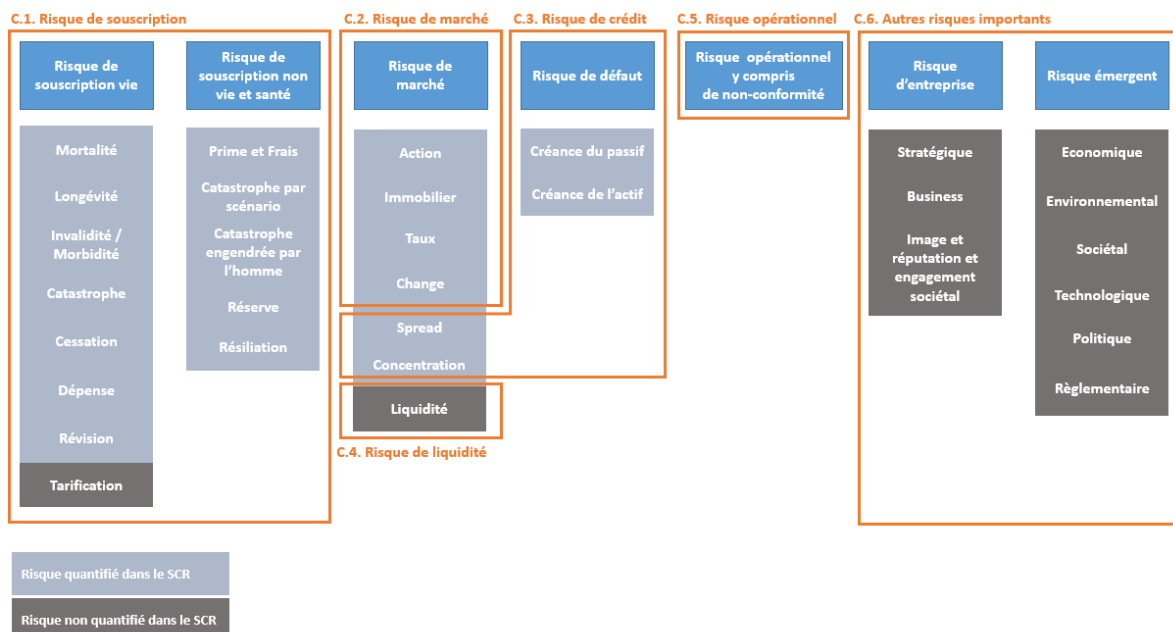 C.1. Risque de souscription
C.2. Risque de marché
C.3. Risque de crédit
C.5. Risque opérationnel
C.6. Autres risques importants
Risque de
souscription vie
Risque de
souscription non
vie et santé
Risque de
marché
Risque de défaut
Risque opérationnel
y compris
de non-conformité
Risque
d'entreprise
Risque émergent
Mortalité
Longévité
Invalidité /
Morbidité
Catastrophe
Cessation
Dépense
Révision
Tarification
Prime et Frais
Catastrophe par
scénario
Catastrophe
engendrée par
l'homme
Réserve
Résiliation
Action
Immobilier
Taux
Change
Spread
Concentration
Liquidité
C.4. Risque de liquidité
Créance du passif
Créance de l'actif
Stratégique
Business
Image et
réputation et
engagement
sociétal
Economique
Environnemental
Sociétal
Technologique
Politique
Règlementaire
Risque quantifié dans le SCR
Risque non quantifié dans le SCR